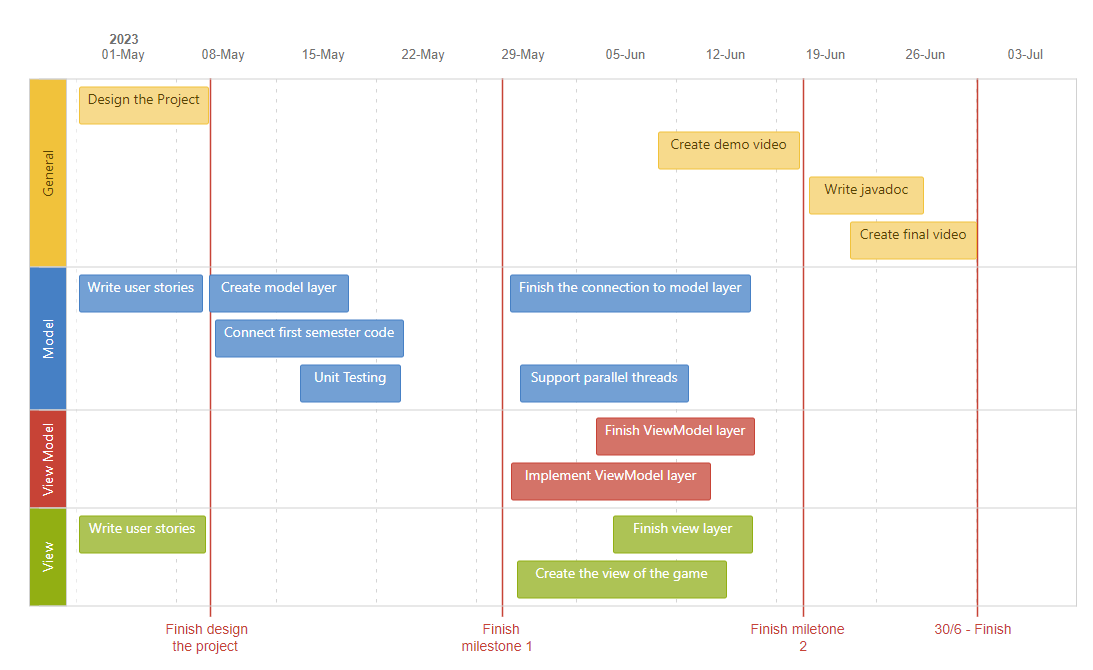 2023
01-May 08-May 15-May 22-May 29-May 05-Jun 12-Jun 19-Jun 26-Jun 03-Jul
General
Design the Project
Create demo video
Write javadoc
Create final video
Model
Write user stories Create model layer Finish the connection to model layer
Connect first semester code
Unit Testing Support parallel threads
View Model
Finish ViewModel layer
Implement ViewModel layer
View
Write user stories Finish view layer
Create the view of the game
Finish design
the project
Finish
milestone 1
Finish miletone
2
30/6 - Finish